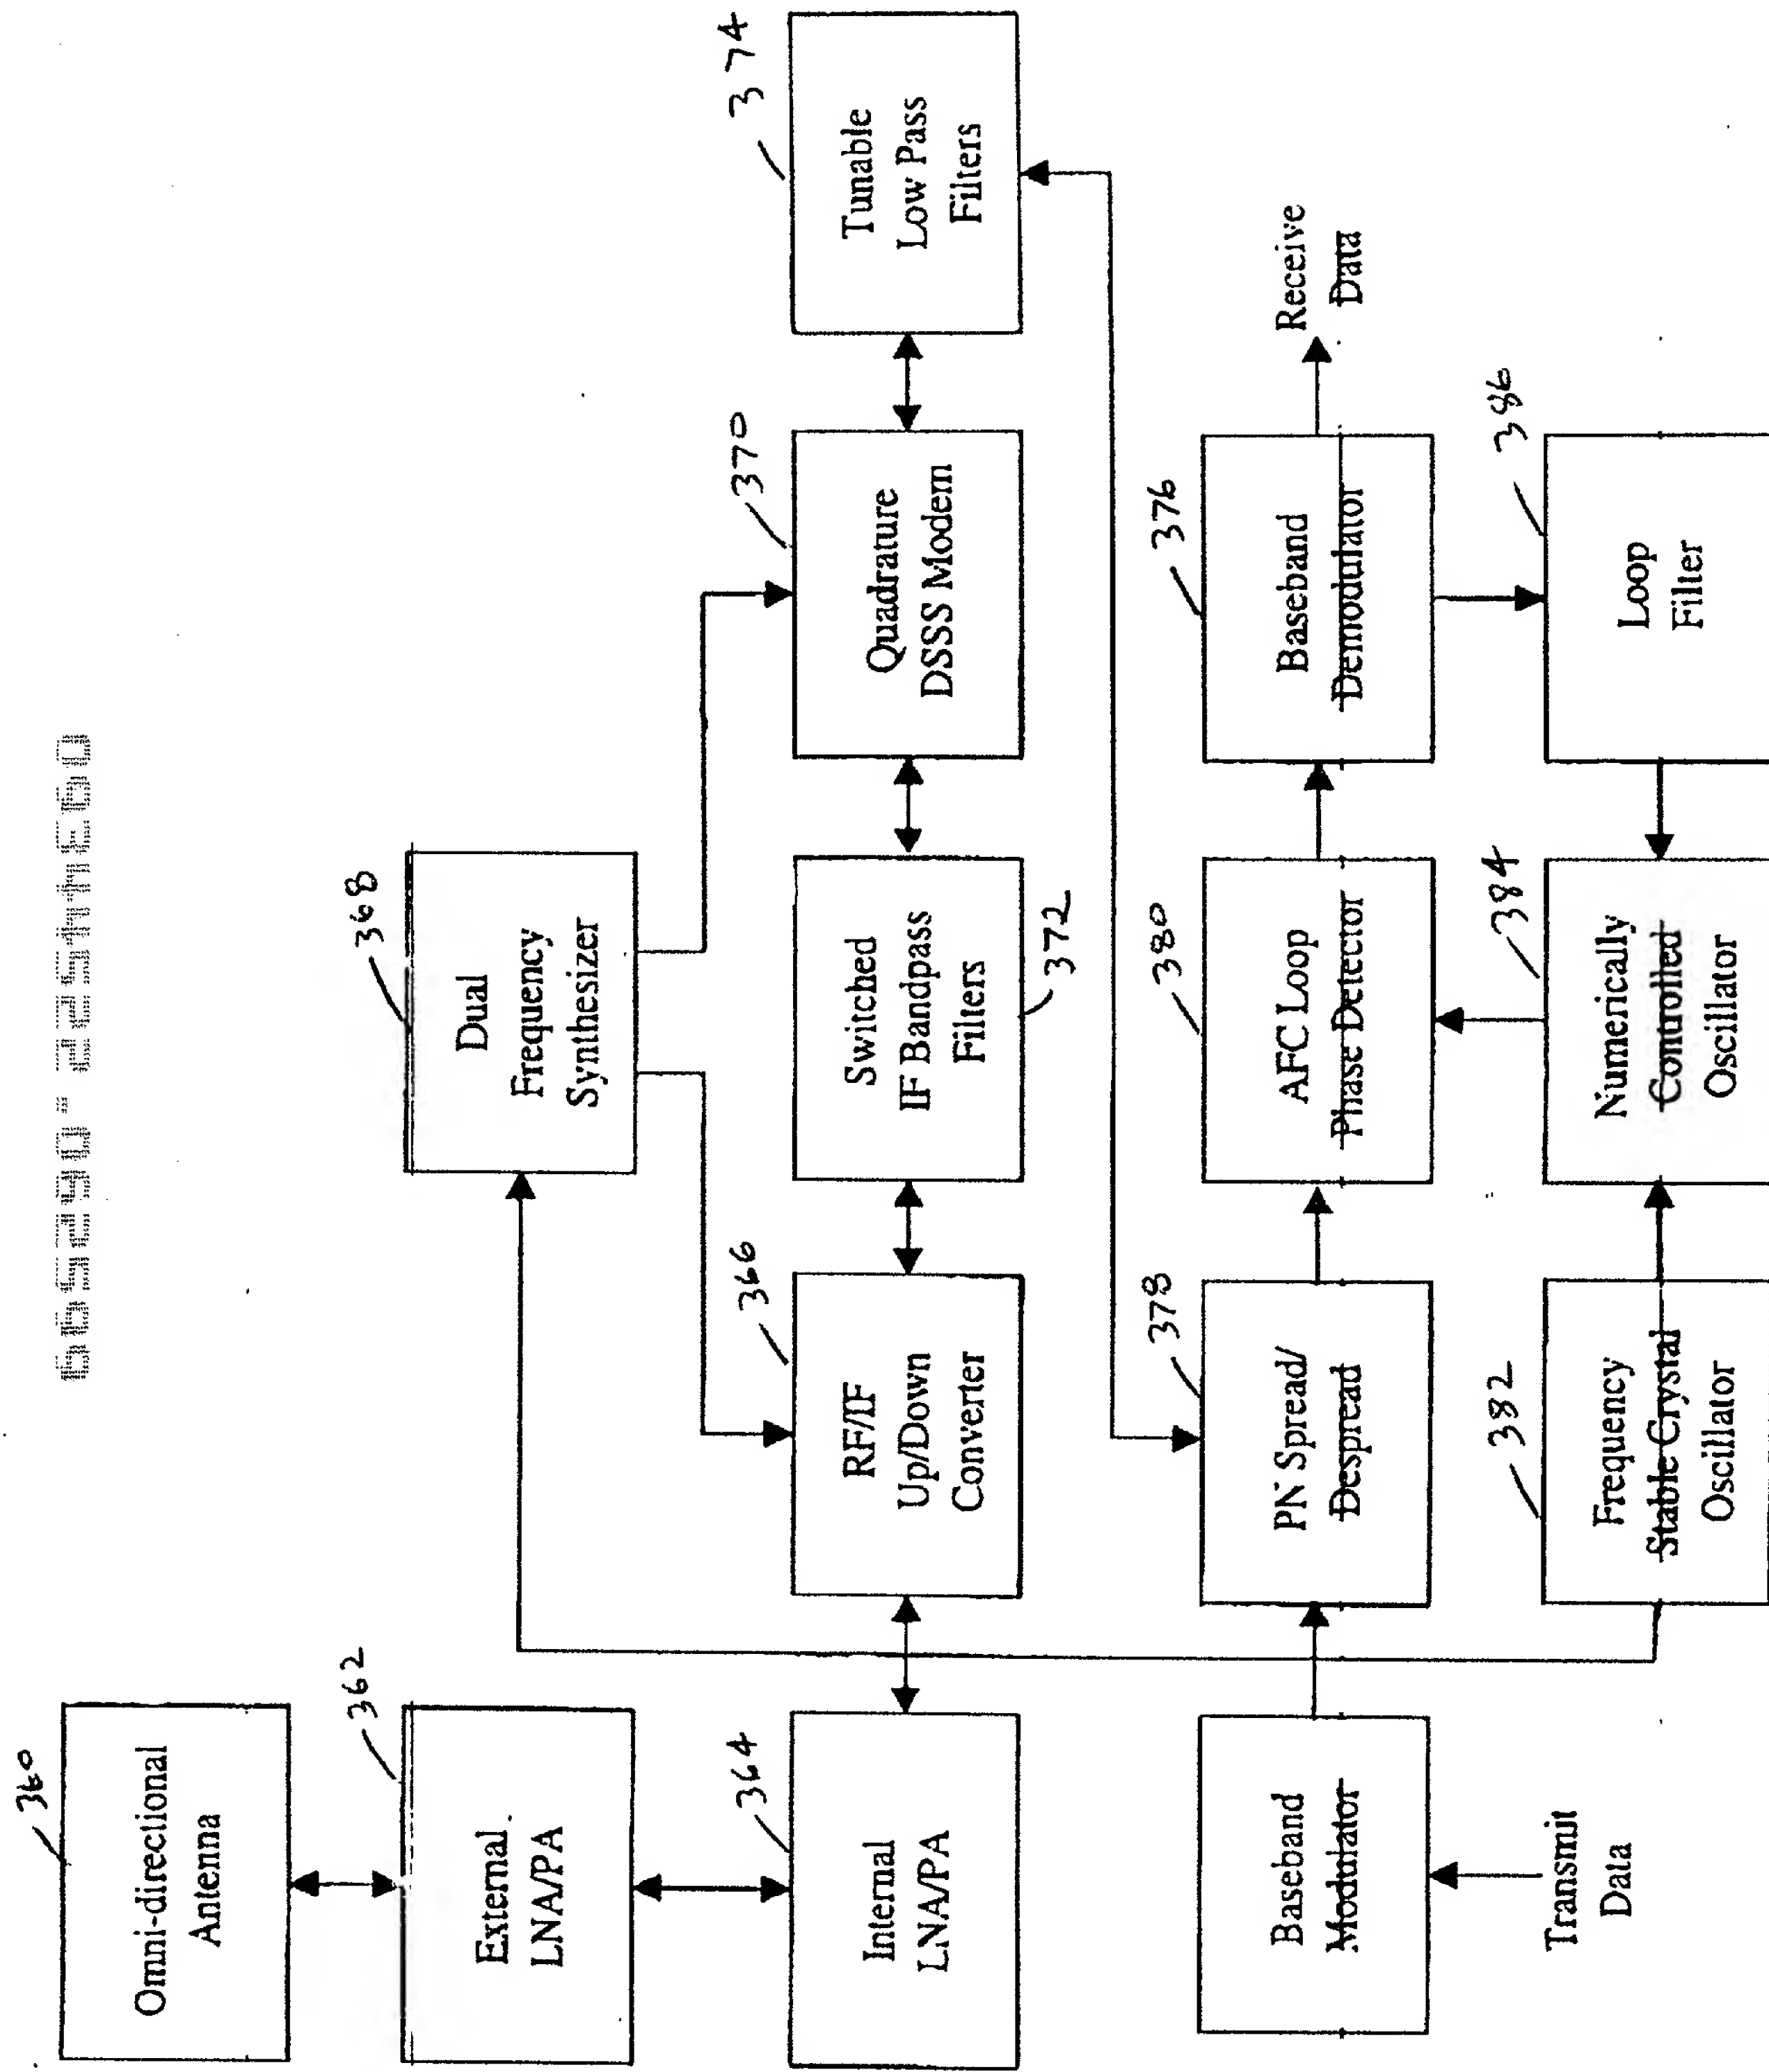 360
Omni-directional
Antenna
362
External
LNA/PA
364
Internal
LNA/PA
368
Dual
Frequency
Synthesizer
366
RF/IF
Up/Down
Converter
Switched
IF Bandpass
Filters
372
370
Quadrature
DSSS Modem
374
Tunable
Low Pass
Filters
Baseband
Modulator
Transmit
Data
378
PN Spread/
Despread
380
AFC Loop
Phase Detector
376
Baseband
Demodulator
Receive
Data
382
Frequency
Stable Crystal
Oscillator
384
Numerically
Controlled
Oscillator
386
Loop
Filter